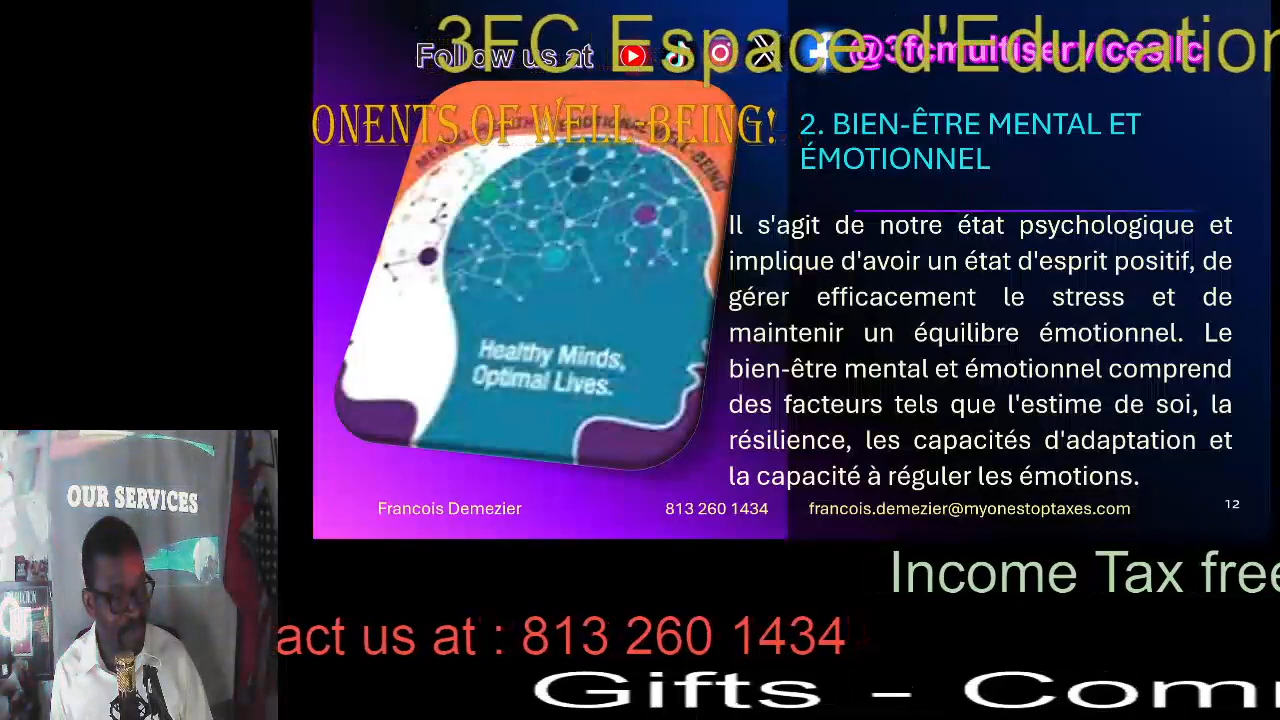 3FC Espace d'Education
Follow us at
@3fcmultiservicesllc
ONENTS OF WELL-BEING!
2. BIEN-ÊTRE MENTAL ET
ÉMOTIONNEL
Il s'agit de notre état psychologique et
implique d'avoir un état d'esprit positif, de
gérer efficacement le stress et de
maintenir un équilibre émotionnel. Le
bien-être mental et émotionnel comprend
des facteurs tels que l'estime de soi, la
résilience, les capacités d'adaptation et
la capacité à réguler les émotions.
Healthy Minds,
Optimal Lives.
Francois Demezier
813 260 1434
francois.demezier@myonestoptaxes.com
12
OUR SERVICES
Income Tax free
act us at : 813 260 1434
Gifts - Com